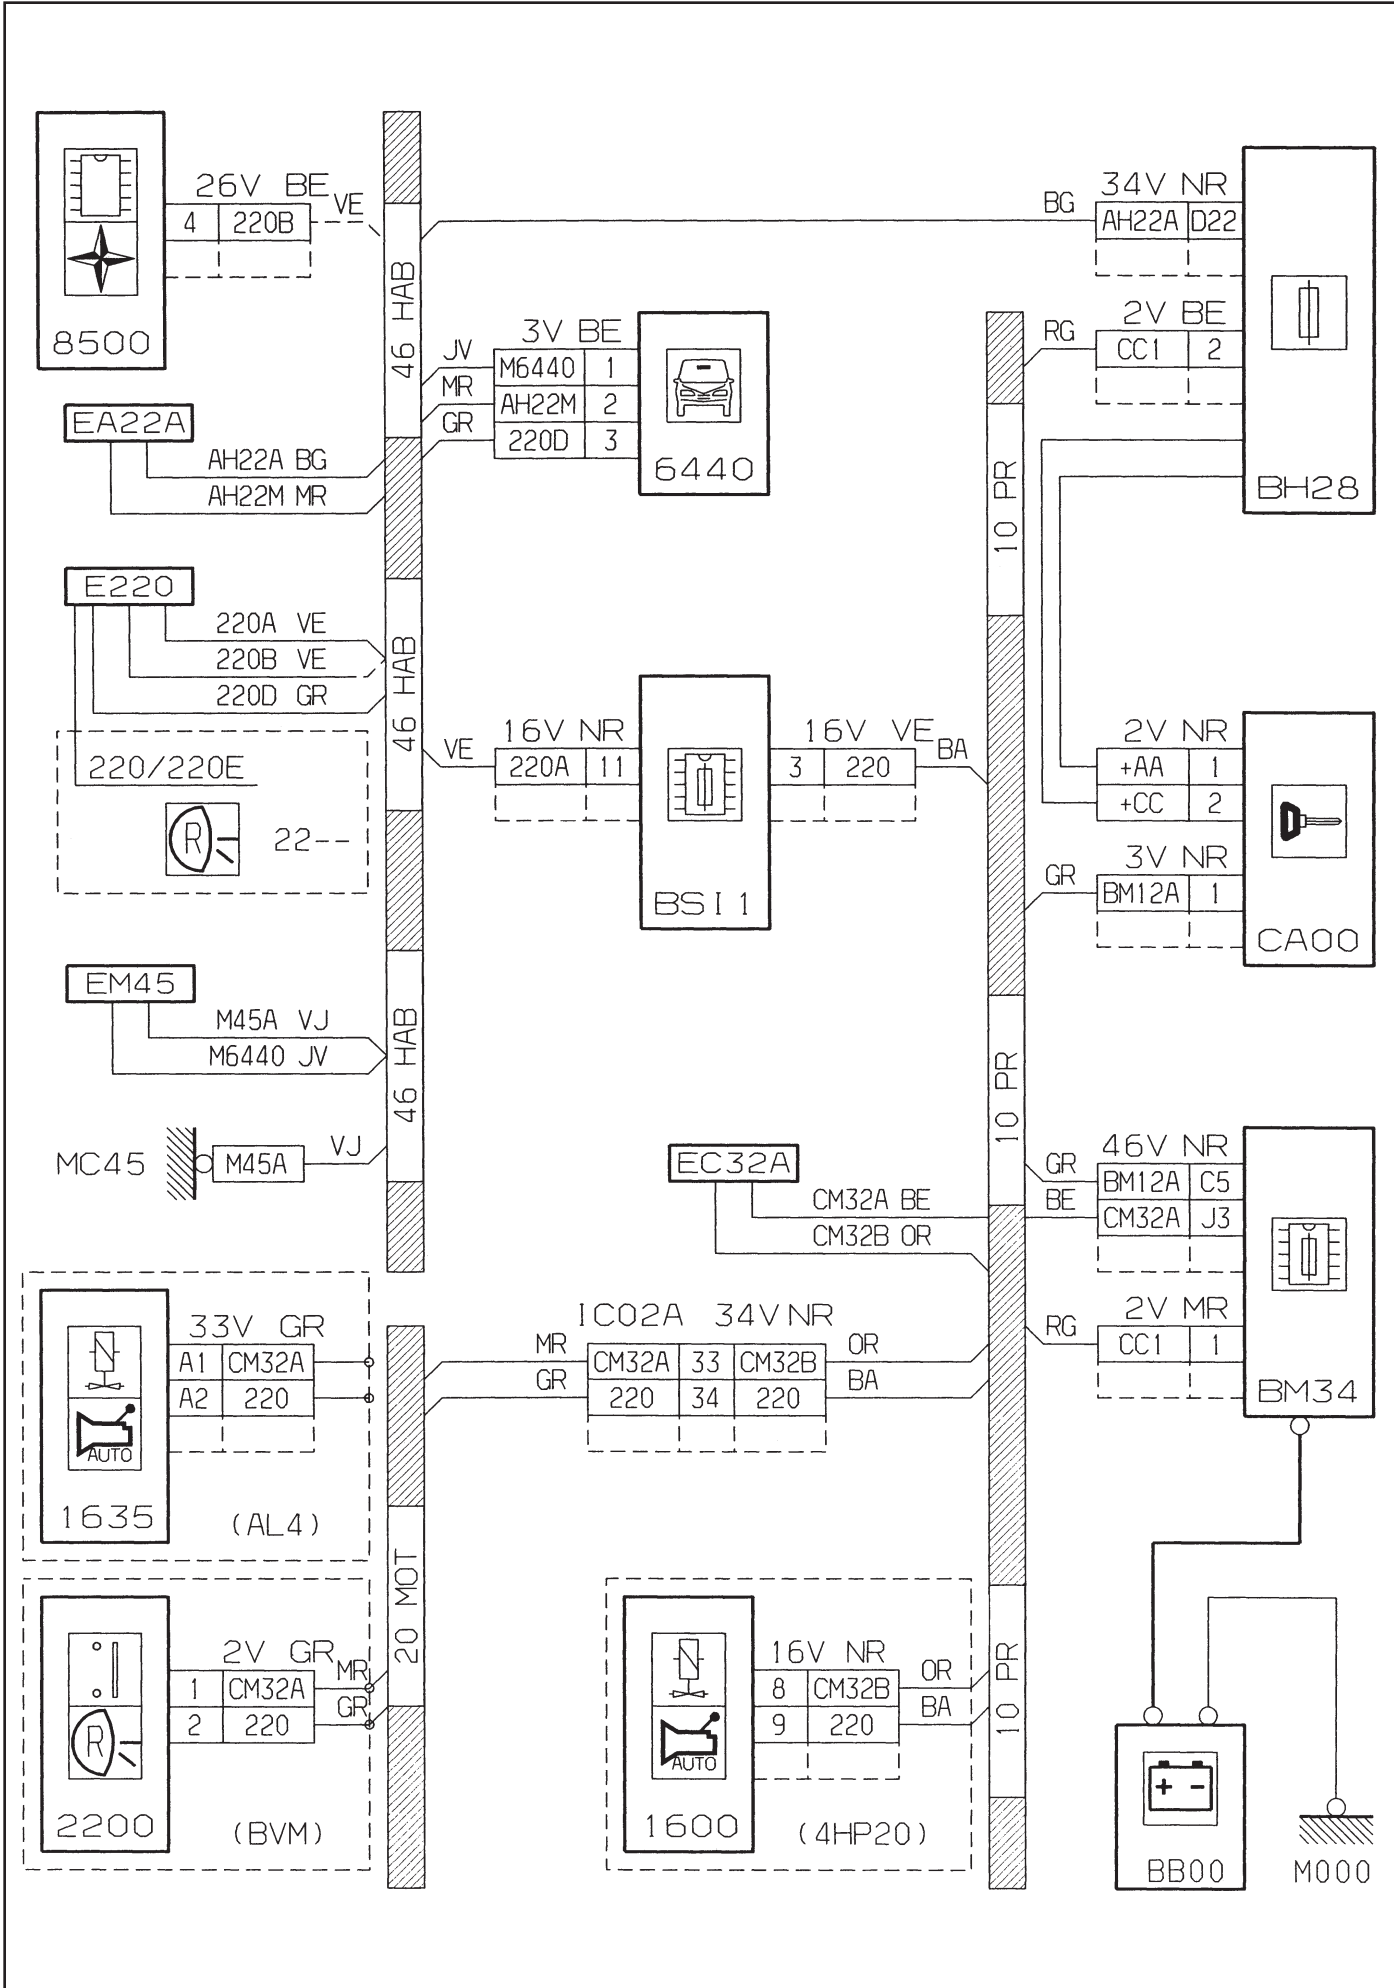 26V BE
VE
4 220B
8500
46 HAB
BG
34V NR
AH22A D22
2V BE
RG
CC1 2
BH28
3V BE
JV
M6440 1
MR
AH22M 2
GR
220D 3
6440
EA22A
AH22A BG
AH22M MR
10 PR
E220
220A VE
220B VE
220D GR
46 HAB
220/220E
R
22--
16V NR
VE
220A 11
BSI 1
16V VE
3 220
BA
2V NR
+AA 1
+CC 2
3V NR
GR
BM12A 1
CA00
EM45
M45A VJ
M6440 JV
46 HAB
MC45
M45A
VJ
10 PR
EC32A
CM32A BE
CM32B OR
46V NR
GR
BM12A C5
BE
CM32A J3
2V MR
RG
CC1 1
BM34
33V GR
A1 CM32A
A2 220
AUTO
1635
(AL4)
IC02A 34V NR
MR
CM32A 33 CM32B
OR
GR
220 34 220
BA
20 MOT
2V GR
MR
1 CM32A
GR
2 220
R
2200
(BVM)
16V NR
OR
8 CM32B
BA
9 220
AUTO
1600
(4HP20)
10 PR
+ -
BB00
M000